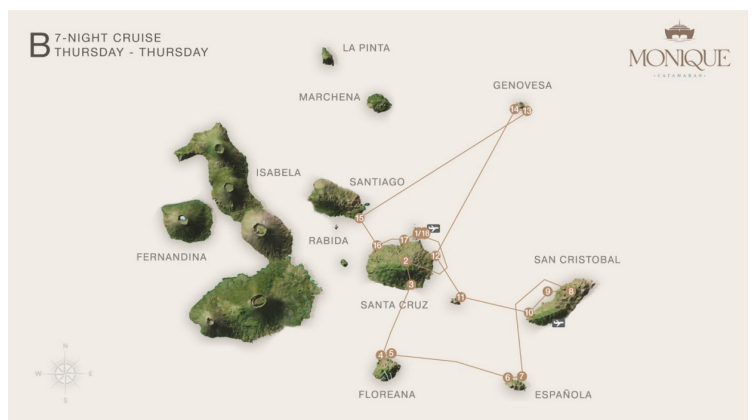 B 7-NIGHT CRUISE
THURSDAY - THURSDAY
MONIQUE
-CATAMARAN-
LA PINTA
MARCHENA
GENOVESA
14 13
ISABELA
SANTIAGO
15
FERNANDINA
RABIDA
16
17
1/18
2
12
3
SANTA CRUZ
11
SAN CRISTOBAL
10
9
8
4 5
FLOREANA
6 7
ESPAÑOLA
N
W E
S